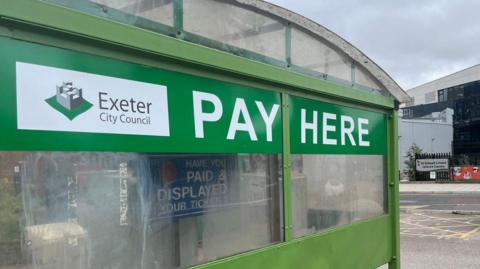 Exeter
City Council
PAY HERE
HAVE YOU
PAID &
DISPLAYED
YOUR TICKET